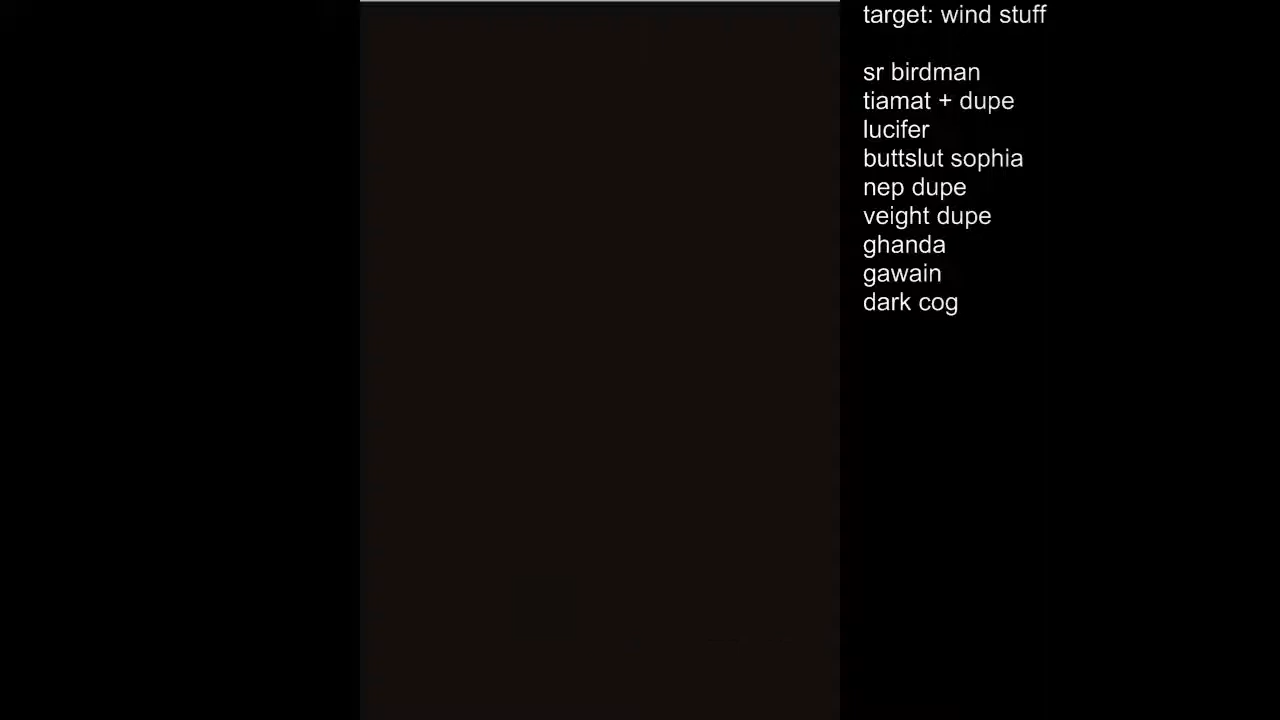 target: wind stuff
sr birdman
tiamat + dupe
lucifer
buttslut sophia
nep dupe
veight dupe
ghanda
gawain
dark cog